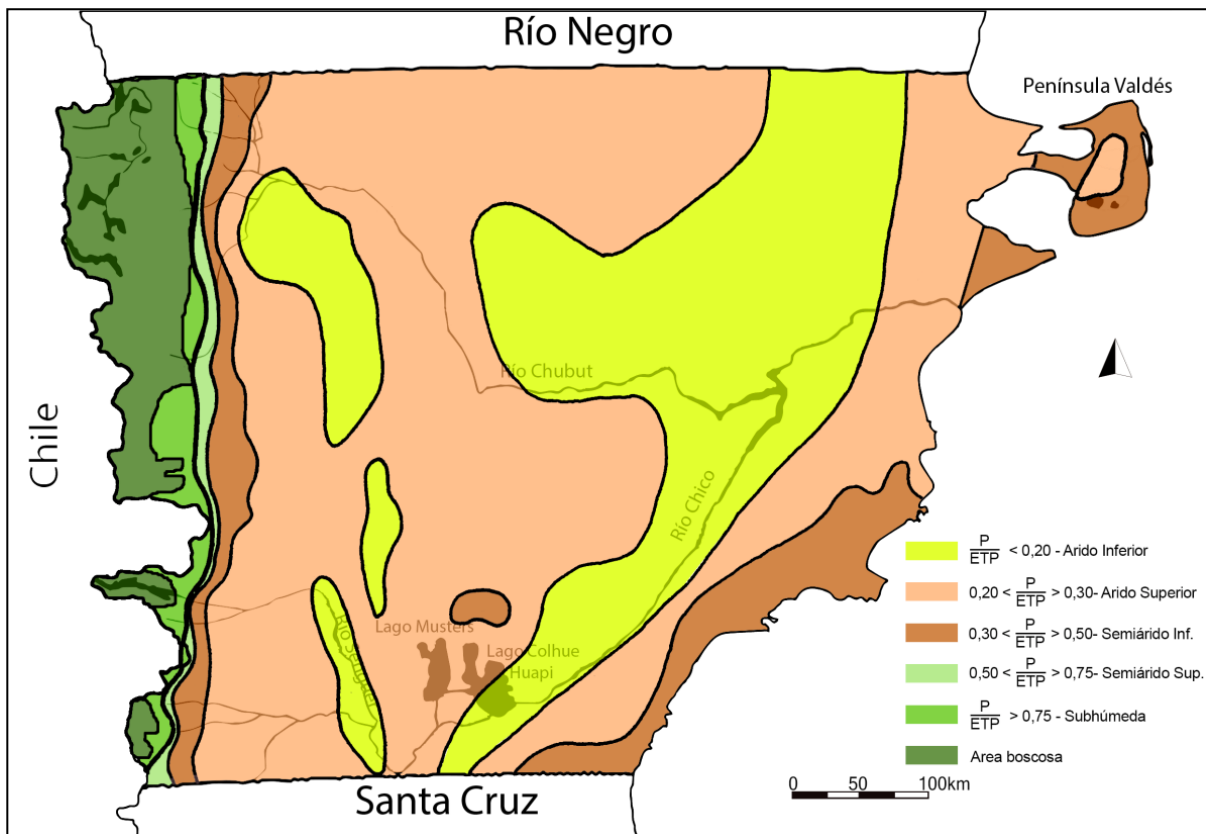 Río Negro
Península Valdés
Chile
Río Chubut
Río Chico
Río Senguer
Lago Musters
Lago Colhue
Huapi
P
ETP
< 0,20 - Arido Inferior
0,20 < P
ETP
> 0,30- Arido Superior
0,30 < P
ETP
> 0,50- Semiárido Inf.
0,50 < P
ETP
> 0,75- Semiárido Sup.
P
ETP
> 0,75 - Subhúmeda
Area boscosa
0 50 100km
Santa Cruz